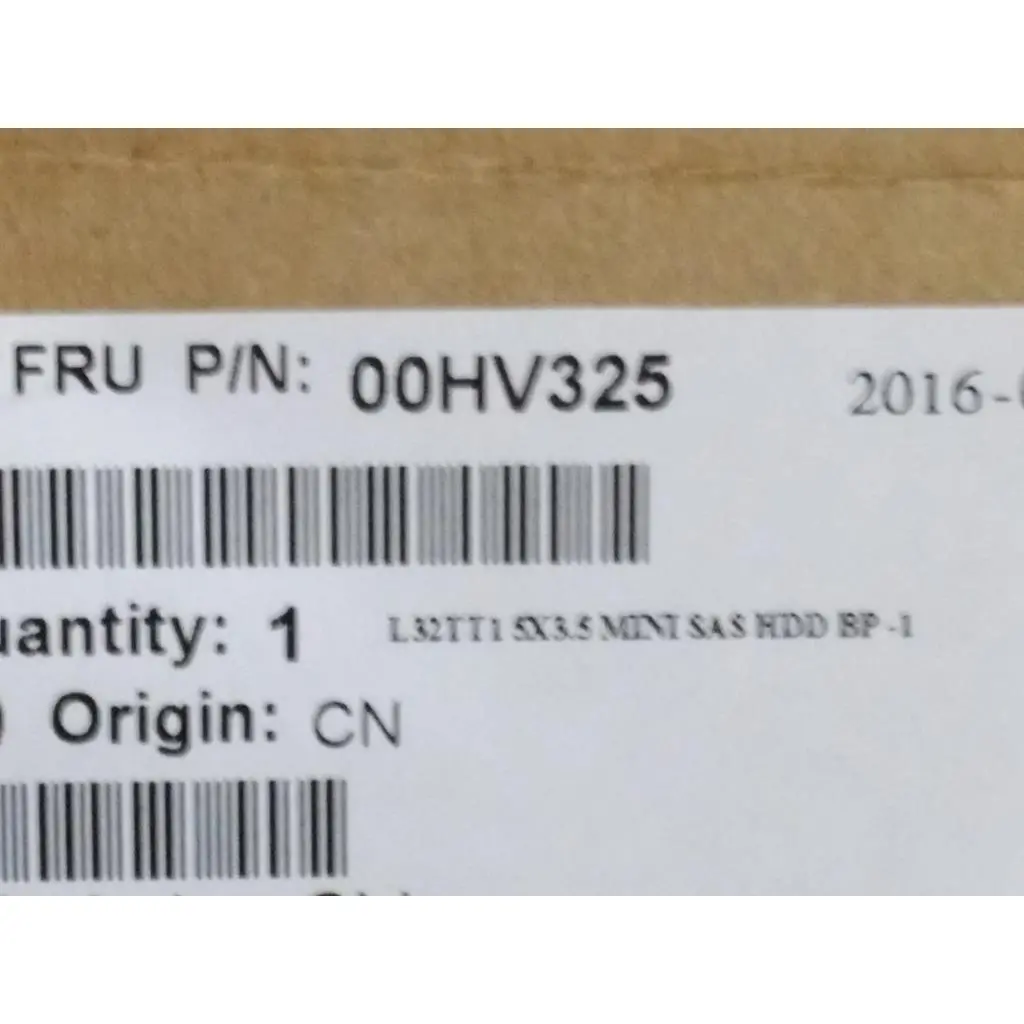 FRU P/N: 00HV325
2016-
uantity: 1
L32TT1 5X3.5 MINI SAS HDD BP -1
Origin: CN